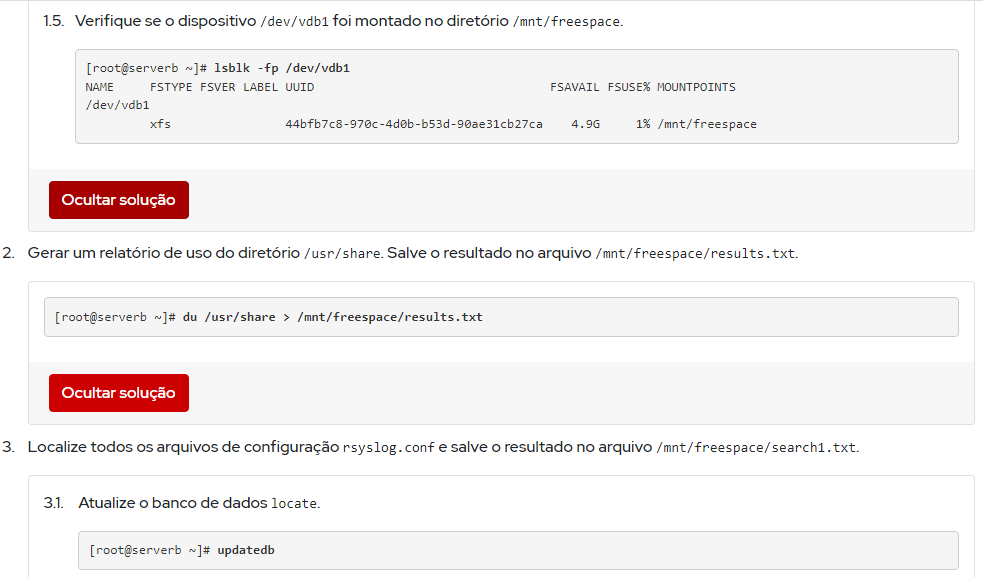 1.5. Verifique se o dispositivo /dev/vdb1 foi montado no diretório /mnt/freespace.
[root@serverb ~]# lsblk -fp /dev/vdb1
NAME FSTYPE FSVER LABEL UUID FSAVAIL FSUSE% MOUNTPOINTS
/dev/vdb1
xfs 44bfb7c8-970c-4d0b-b53d-90ae31cb27ca 4.9G 1% /mnt/freespace
Ocultar solução
2. Gerar um relatório de uso do diretório /usr/share. Salve o resultado no arquivo /mnt/freespace/results.txt.
[root@serverb ~]# du /usr/share > /mnt/freespace/results.txt
Ocultar solução
3. Localize todos os arquivos de configuração rsyslog.conf e salve o resultado no arquivo /mnt/freespace/search1.txt.
3.1. Atualize o banco de dados locate.
[root@serverb ~]# updatedb